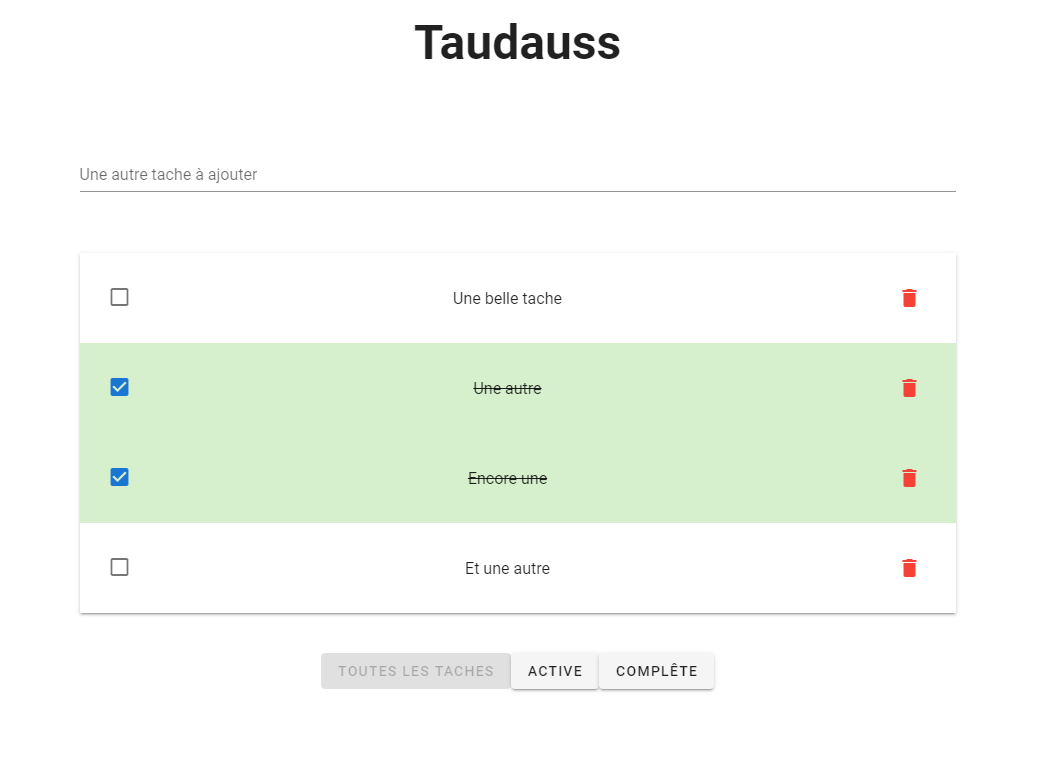 Taudauss
Une autre tache à ajouter
Une belle tache
Une autre
Encore une
Et une autre
TOUTES LES TACHES ACTIVE COMPLÊTE